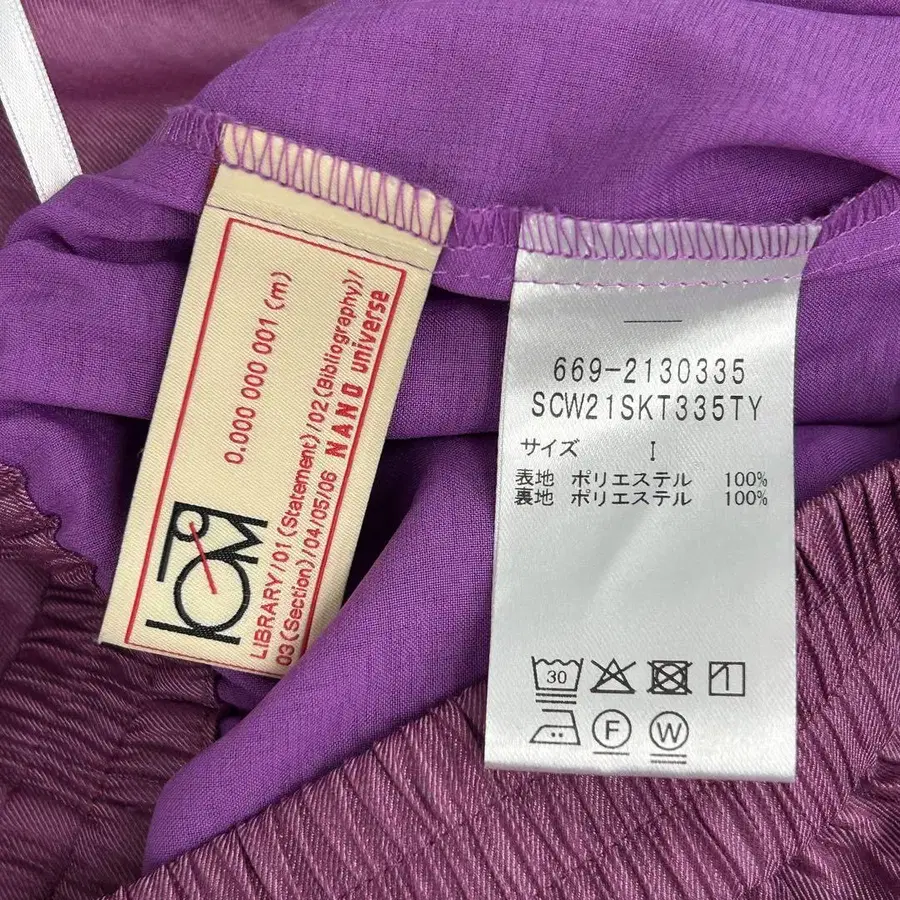 0.000 000 001 (m)
LIBRARY/01(Statement)/02(Bibliography)/
03(Section)/04/05/06 NANO universe
669-2130335
SCW21SKT335TY
サイズ I
表地 ポリエステル 100%
裏地 ポリエステル 100%
30
F
W